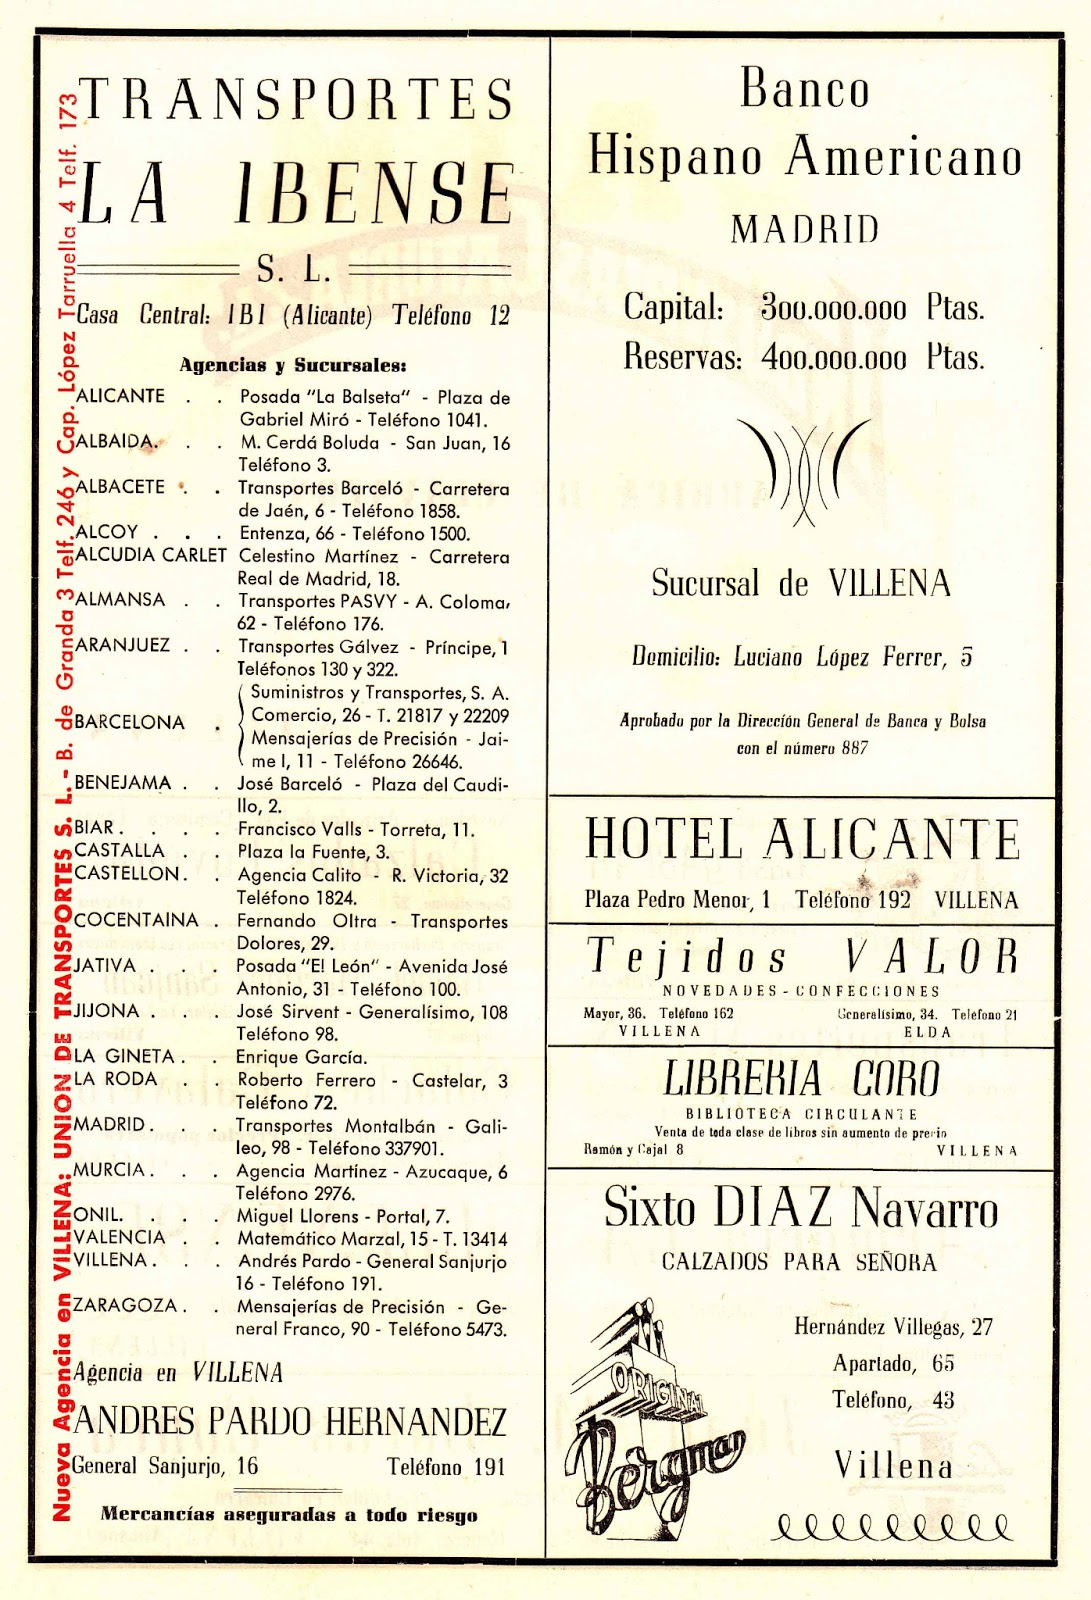 Nueva Agencia en VILLENA: UNION DE TRANSPORTES S. L.- B. de Granda 3 Telf. 246 y Cap. López Tarruella 4 Telf. 173
TRANSPORTES
LA IBENSE
S. L.
Casa Central: IBI (Alicante) Teléfono 12
Agencias y Sucursales:
ALICANTE . . Posada "La Balseta" - Plaza de
Gabriel Miró - Teléfono 1041.
ALBAIDA. . . M. Cerdá Boluda - San Juan, 16
Teléfono 3.
ALBACETE . . Transportes Barceló - Carretera
de Jaén, 6 - Teléfono 1858.
ALCOY . . . Entenza, 66 - Teléfono 1500.
ALCUDIA CARLET Celestino Martínez - Carretera
Real de Madrid, 18.
ALMANSA . . Transportes PASVY - A. Coloma,
62 - Teléfono 176.
ARANJUEZ . . Transportes Gálvez - Príncipe, 1
Teléfonos 130 y 322.
Suministros y Transportes, S. A.
BARCELONA . Comercio, 26 - T. 21817 y 22209
Mensajerías de Precisión - Jai-
me I, 11 - Teléfono 26646.
BENEJAMA . . José Barceló - Plaza del Caudi-
llo, 2.
BIAR . . . . Francisco Valls - Torreta, 11.
CASTALLA . . Plaza la Fuente, 3.
CASTELLON. . Agencia Calito - R. Victoria, 32
Teléfono 1824.
COCENTAINA . Fernando Oltra - Transportes
Dolores, 29.
JATIVA . . . Posada "El León" - Avenida José
Antonio, 31 - Teléfono 100.
JIJONA . . . José Sirvent - Generalísimo, 108
Teléfono 98.
LA GINETA . . Enrique García.
LA RODA . . Roberto Ferrero - Castelar, 3
Teléfono 72.
MADRID . . . Transportes Montalbán - Gali-
leo, 98 - Teléfono 337901.
MURCIA . . . Agencia Martínez - Azucaque, 6
Teléfono 2976.
ONIL. . . . Miguel Llorens - Portal, 7.
VALENCIA . . Matemático Marzal, 15 - T. 13414
VILLENA . . . Andrés Pardo - General Sanjurjo
16 - Teléfono 191.
ZARAGOZA . . Mensajerías de Precisión - Ge-
neral Franco, 90 - Teléfono 5473.
Agencia en VILLENA
ANDRES PARDO HERNANDEZ
General Sanjurjo, 16 Teléfono 191
Mercancías aseguradas a todo riesgo
Banco
Hispano Americano
MADRID
Capital: 300.000.000 Ptas.
Reservas: 400.000.000 Ptas.
Sucursal de VILLENA
Domicilio: Luciano López Ferrer, 5
Aprobado por la Dirección General de Banca y Bolsa
con el número 887
HOTEL ALICANTE
Plaza Pedro Menor, 1 Teléfono 192 VILLENA
Tejidos VALOR
NOVEDADES - CONFECCIONES
Mayor, 36. Teléfono 162 Generalísimo, 34. Teléfono 21
VILLENA ELDA
LIBRERIA CORO
BIBLIOTECA CIRCULANTE
Venta de toda clase de libros sin aumento de precio
Ramón y Cajal 8 VILLENA
Sixto DIAZ Navarro
CALZADOS PARA SEÑORA
ORIGINAL
Bergman
Hernández Villegas, 27
Apartado, 65
Teléfono, 43
Villena